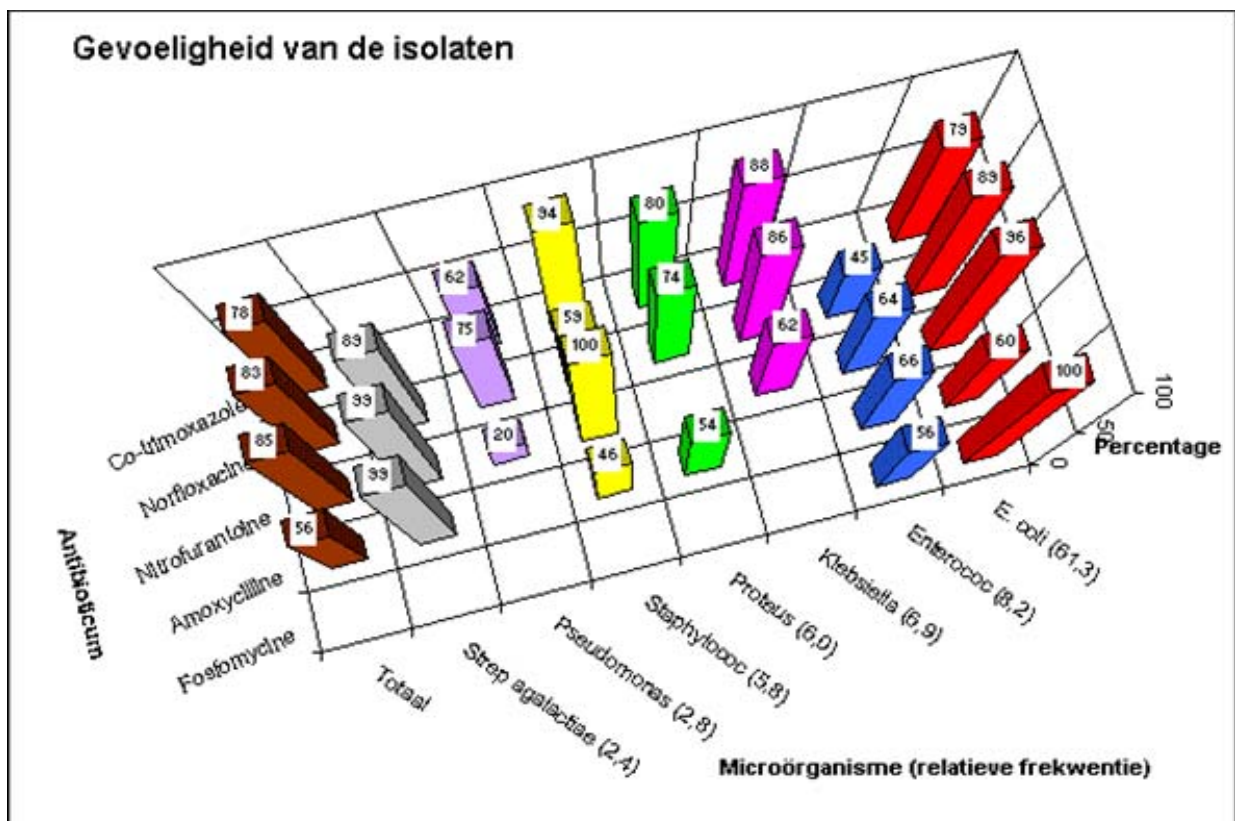 Gevoeligheid van de isolaten
79
88
89
94
80
96
86
45
62
74
64
78
59
75
62
100
89
66
60
83
100
99
20
54
56
85
46
99
56
100
50
0
Percentage
Co-trimoxazole
Norfloxacine
Nitrofurantoine
Amoxycilline
Fosfomycine
Antibioticum
Totaal
Strep agalactiae (2,4)
Pseudomonas (2,8)
Staphylococ (5,8)
Proteus (6,0)
Klebsiella (6,9)
Enterococ (8,2)
E. coli (61,3)
Microörganisme (relatieve frekwentie)